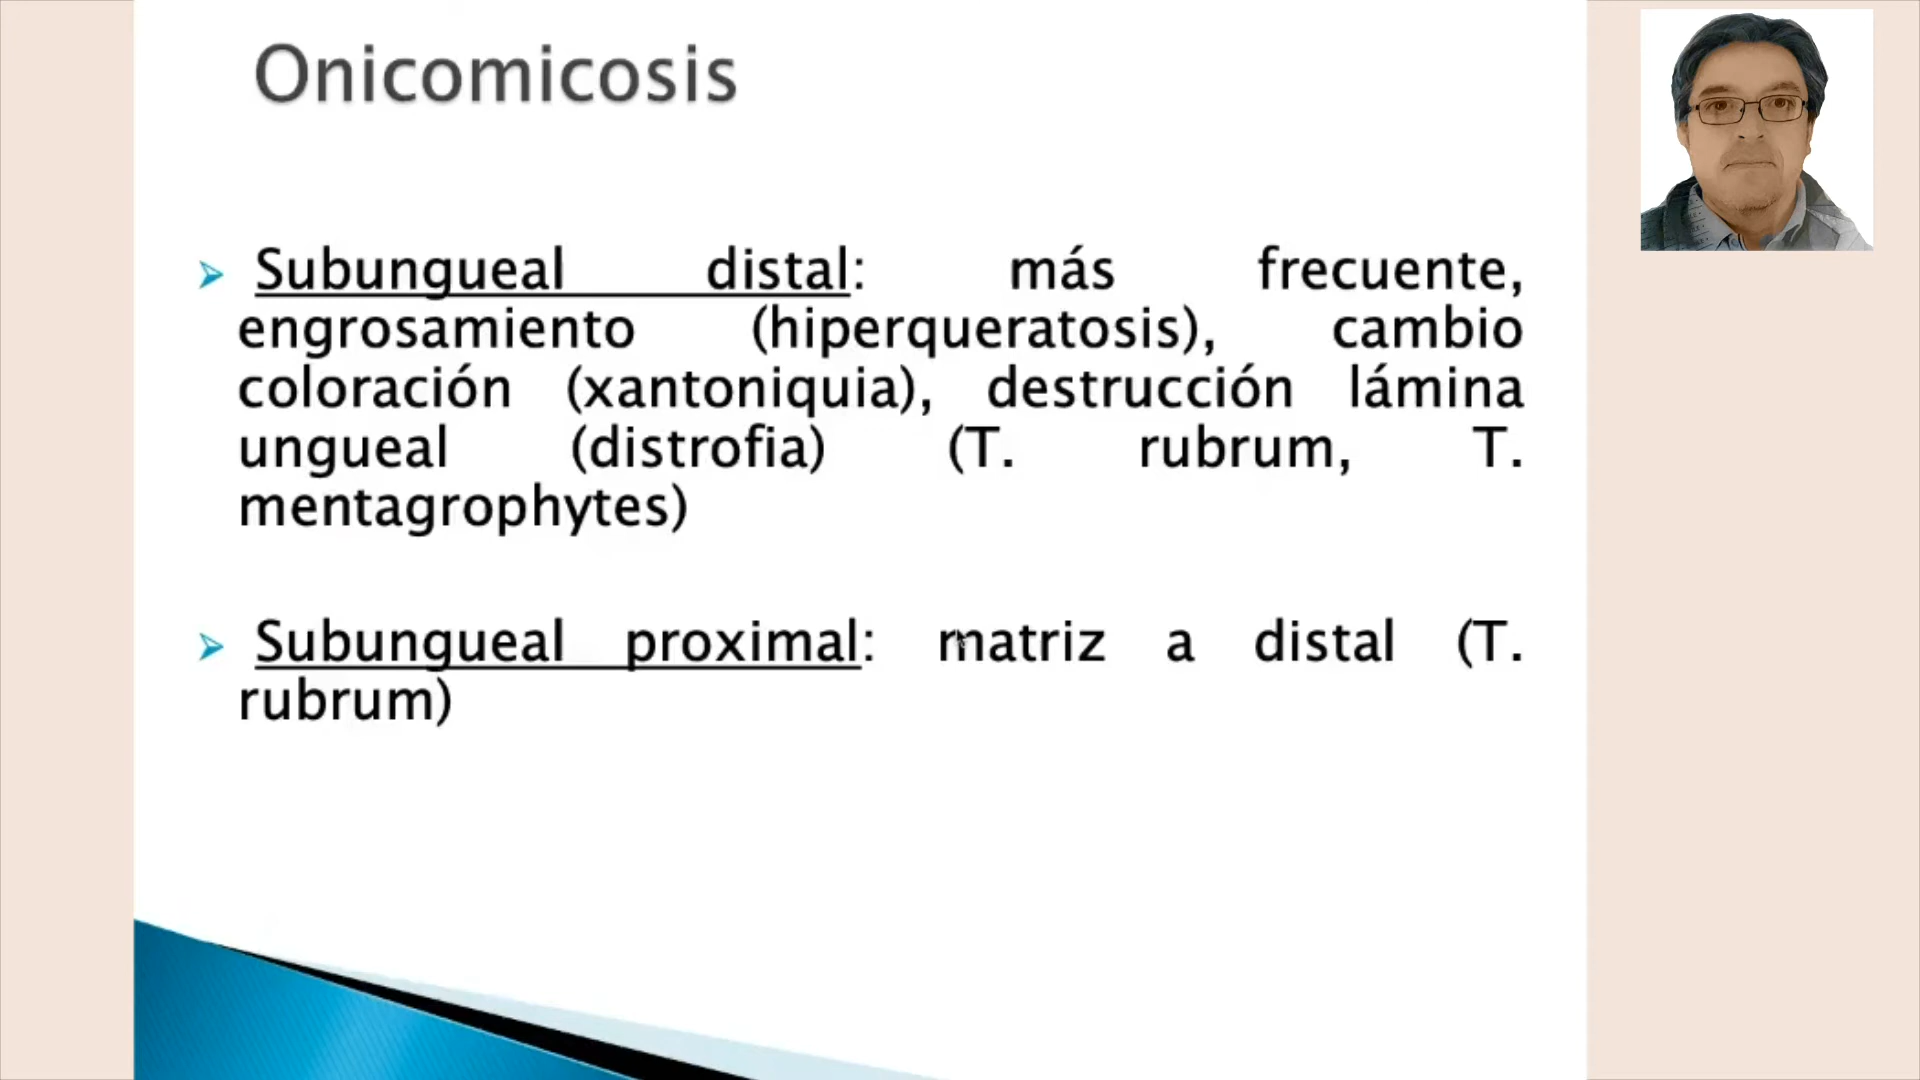 Onicomicosis
Subungueal distal: más frecuente,
engrosamiento (hiperqueratosis), cambio
coloración (xantoniquia), destrucción lámina
ungueal (distrofia) (T. rubrum, T.
mentagrophytes)
Subungueal proximal: matriz a distal (T.
rubrum)